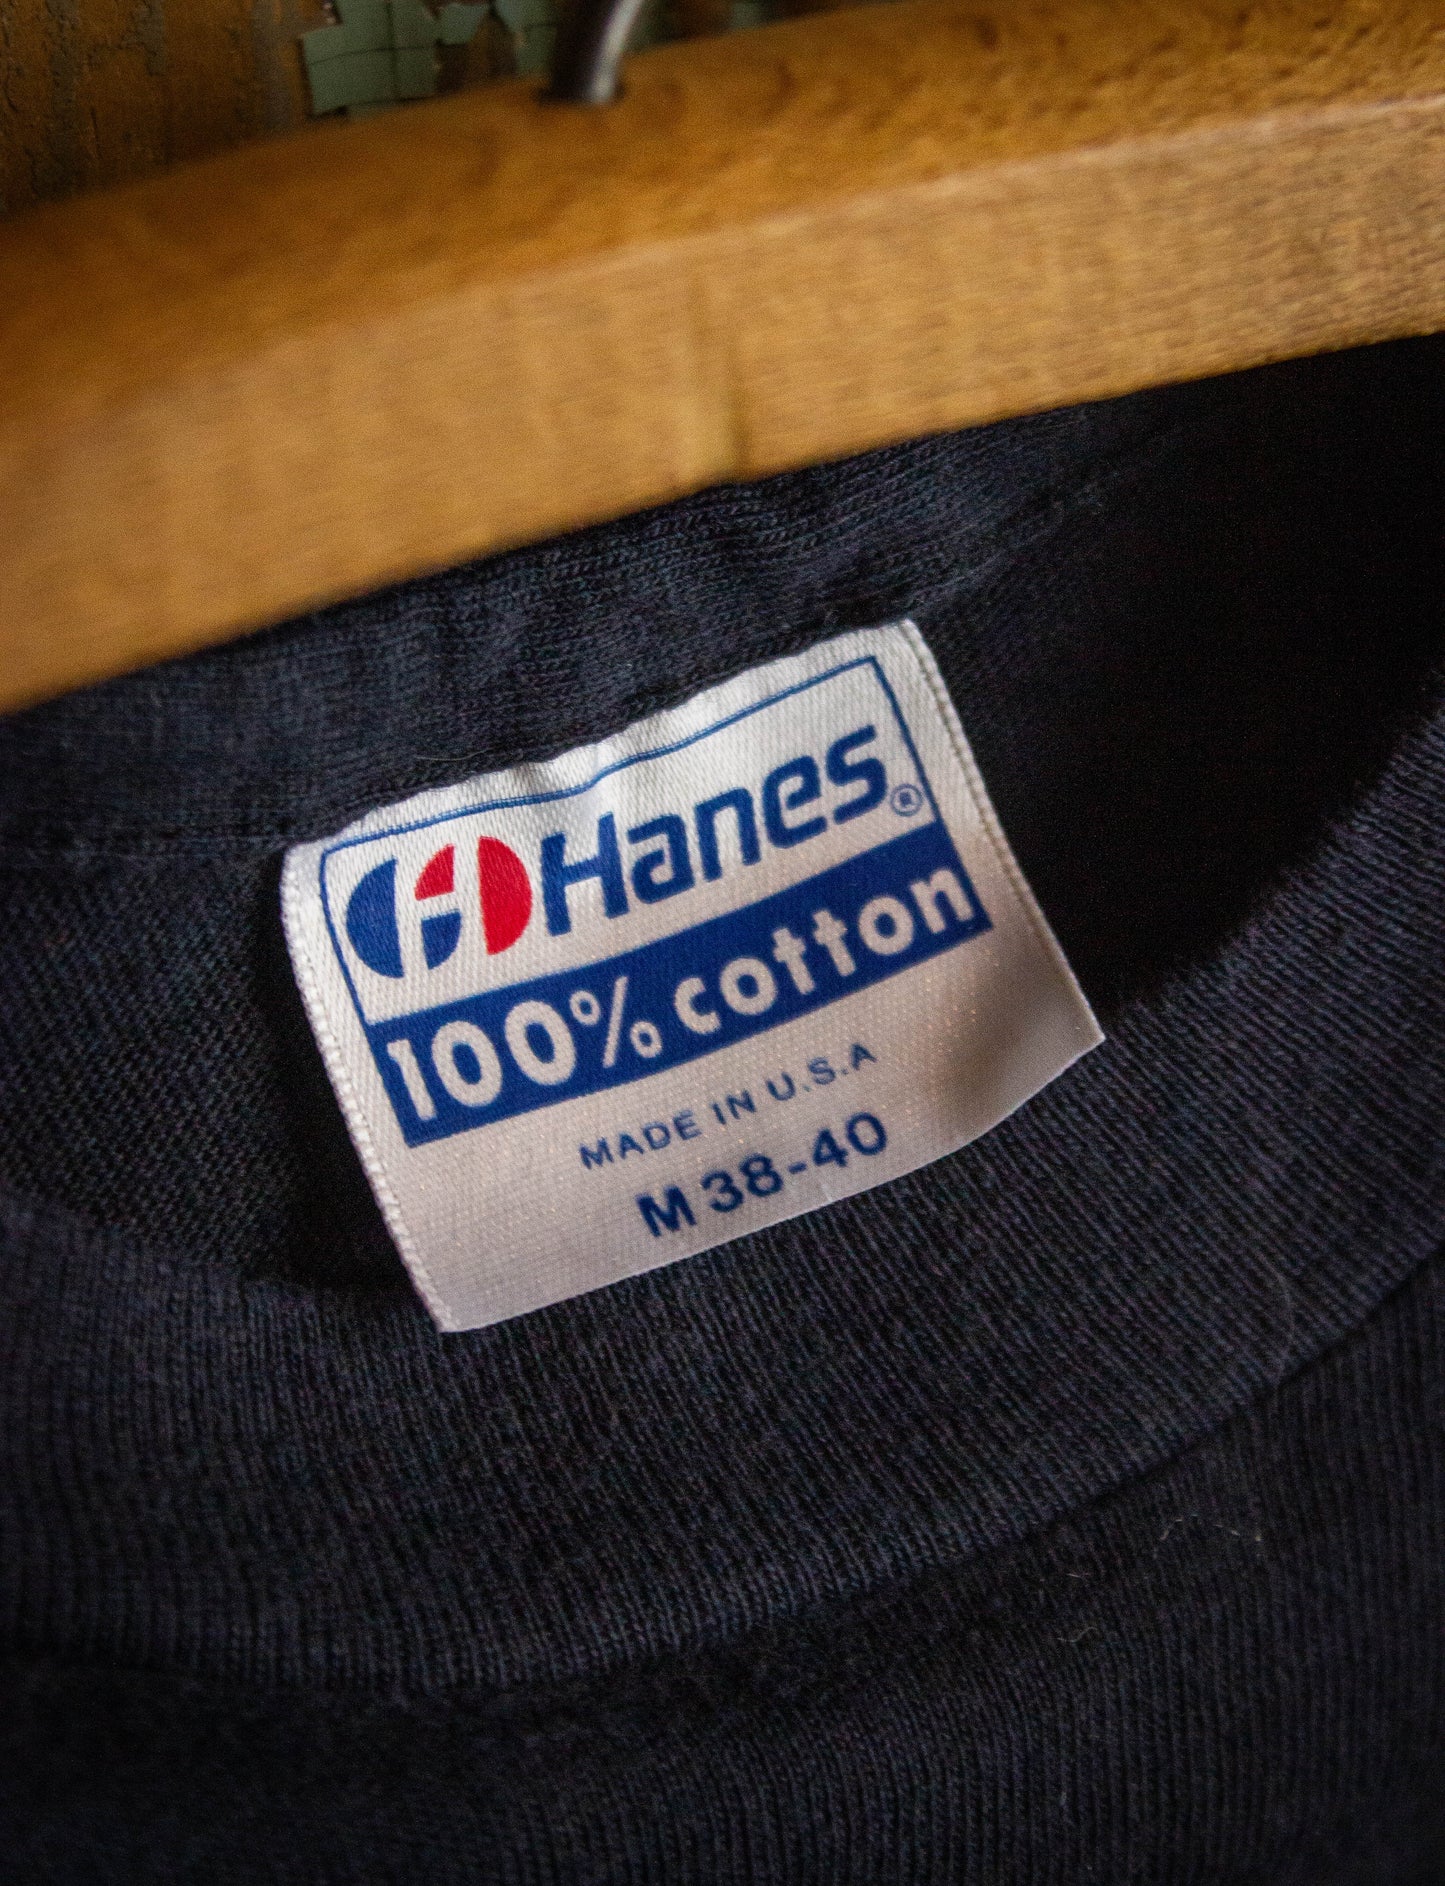 Hanes®
100% cotton
MADE IN U.S.A
M 38-40